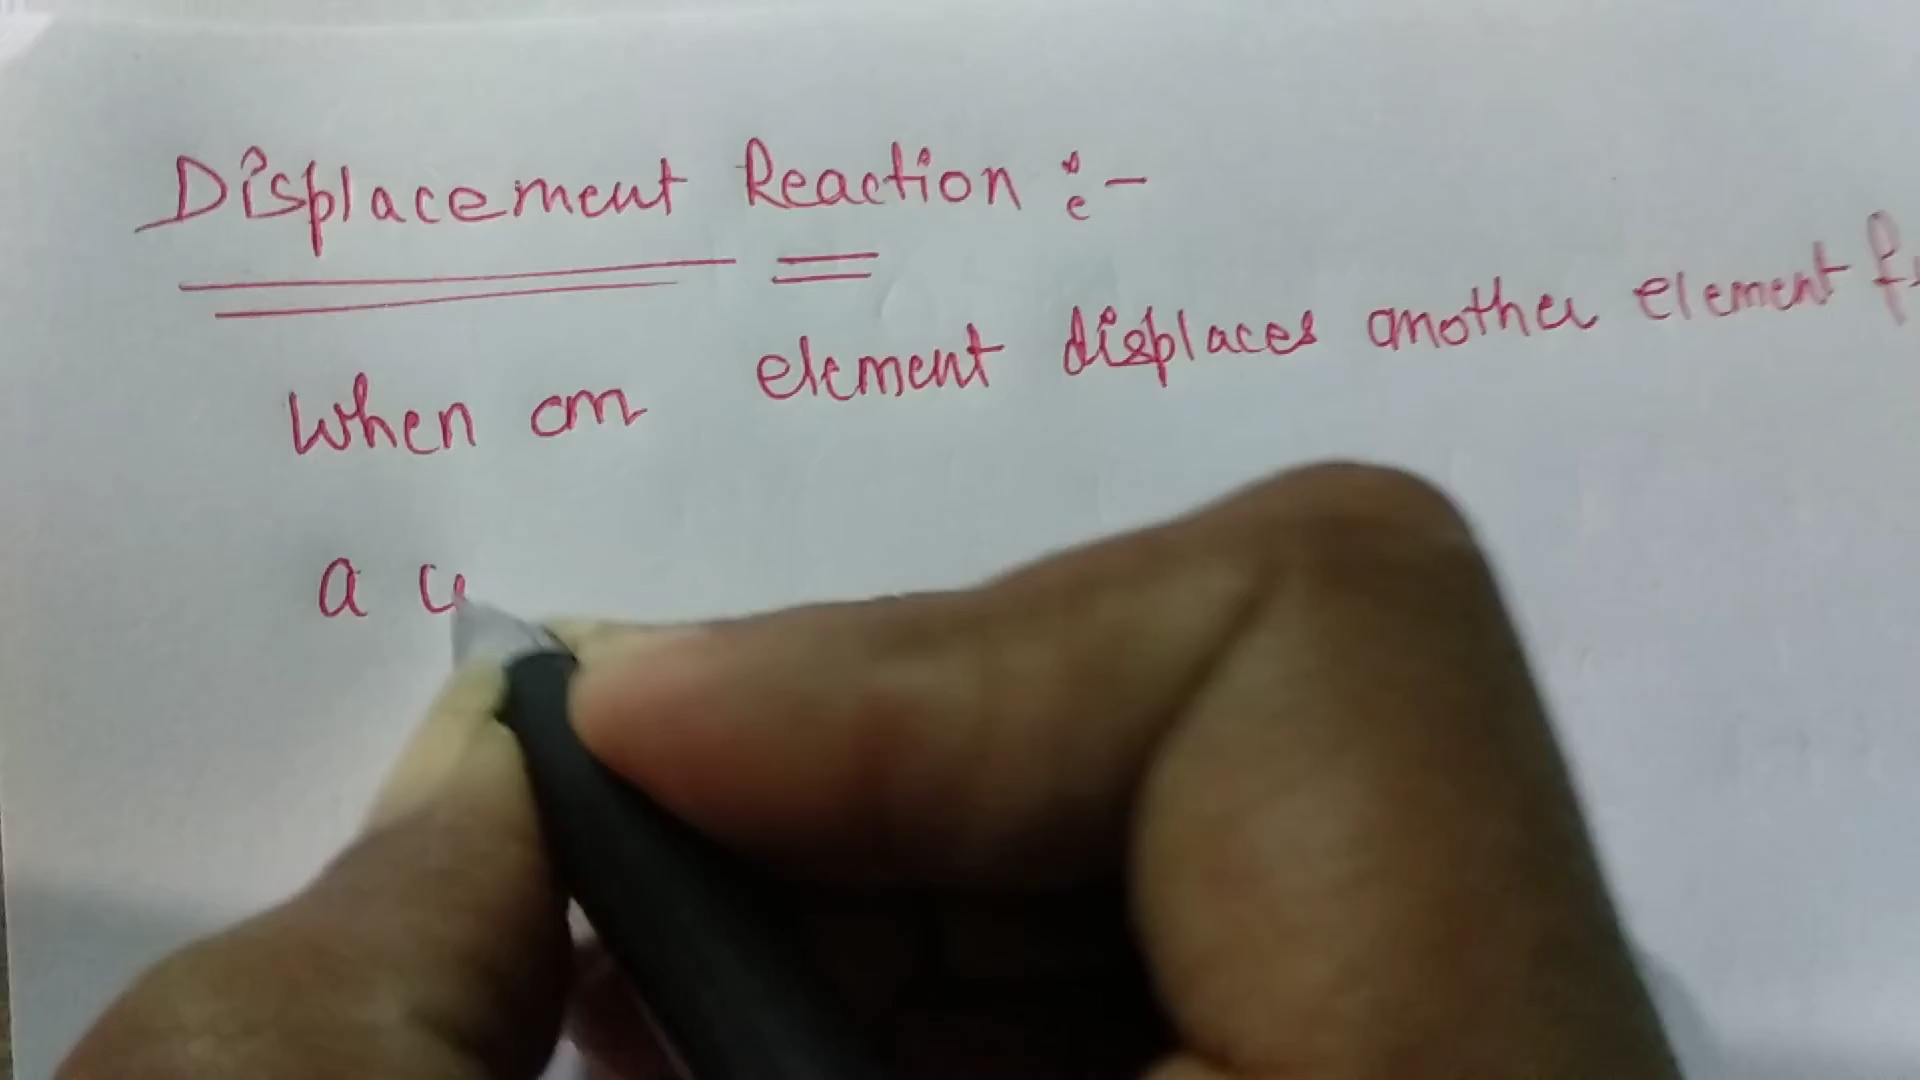 Displacement Reaction :-
When an element displaces another element
a